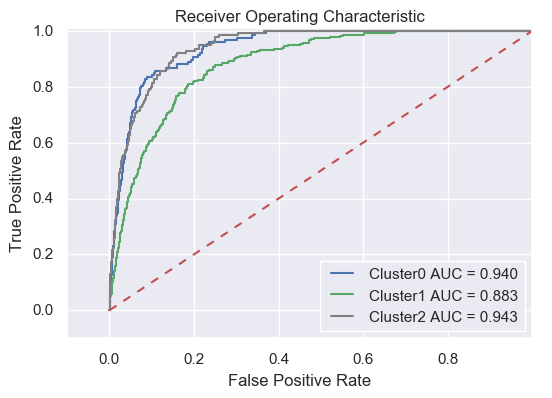 Receiver Operating Characteristic
True Positive Rate
1.0
0.8
0.6
0.4
0.2
0.0
Cluster0 AUC = 0.940
Cluster1 AUC = 0.883
Cluster2 AUC = 0.943
0.0 0.2 0.4 0.6 0.8
False Positive Rate